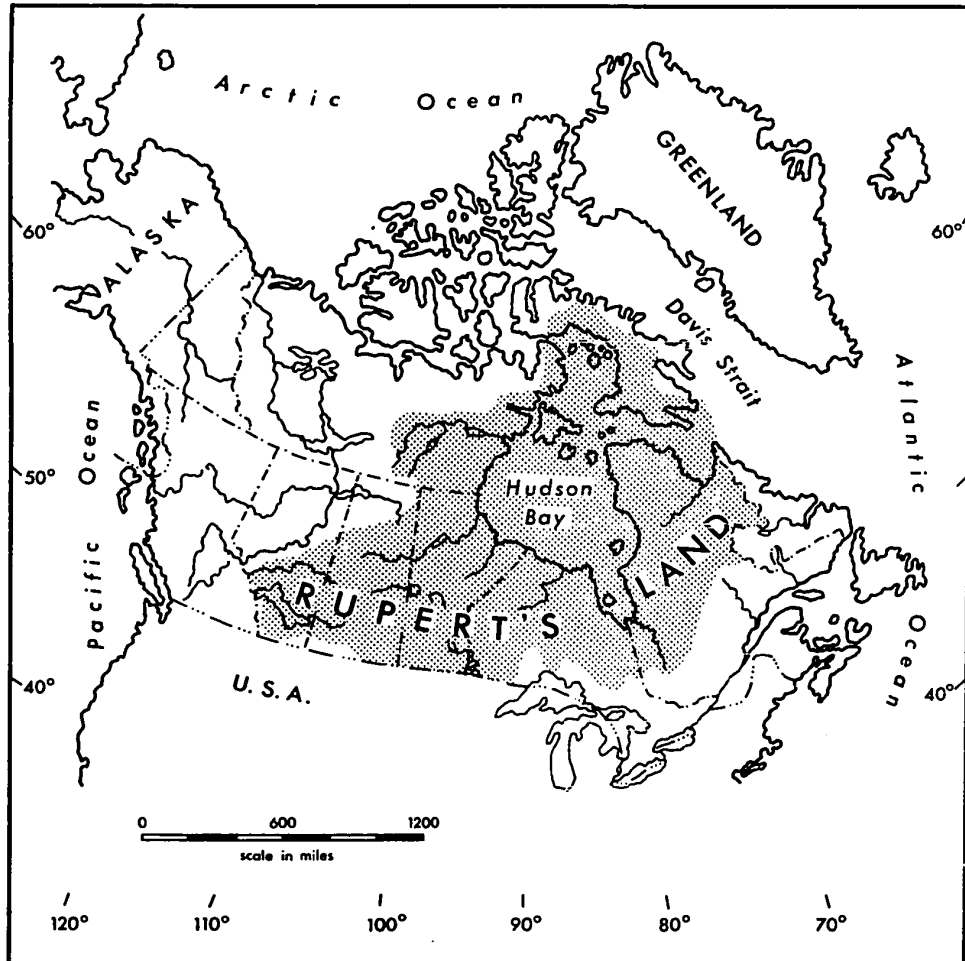 Arctic Ocean
GREENLAND
ALASKA
60°
60°
Davis Strait
Pacific Ocean
Atlantic Ocean
50°
Hudson Bay
RUPERT'S LAND
40°
U.S.A.
40°
0 600 1200
scale in miles
120° 110° 100° 90° 80° 70°